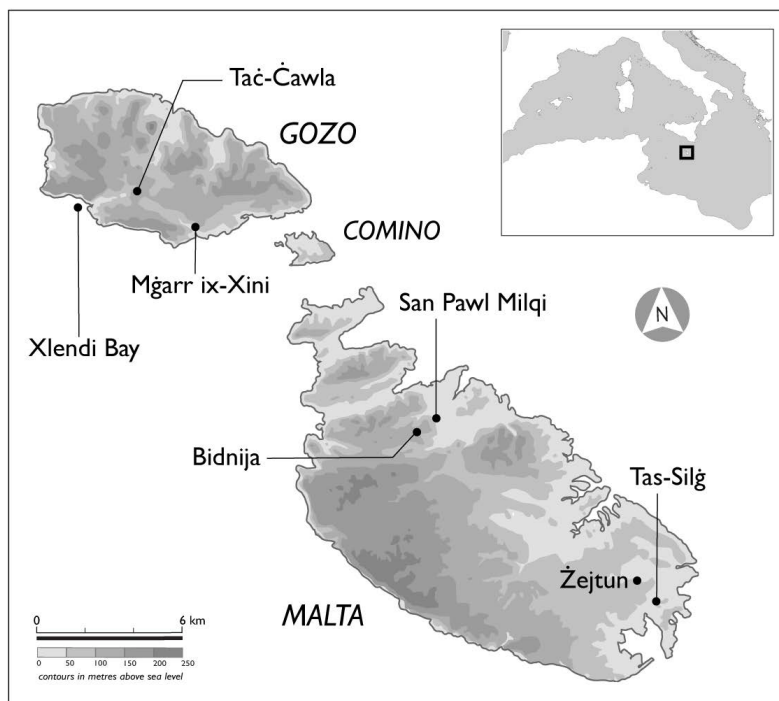 Taċ-Ċawla
GOZO
COMINO
Mġarr ix-Xini
San Pawl Milqi
N
Xlendi Bay
Bidnija
Tas-Silġ
Żejtun
MALTA
0 6 km
0 50 100 150 200 250
contours in metres above sea level